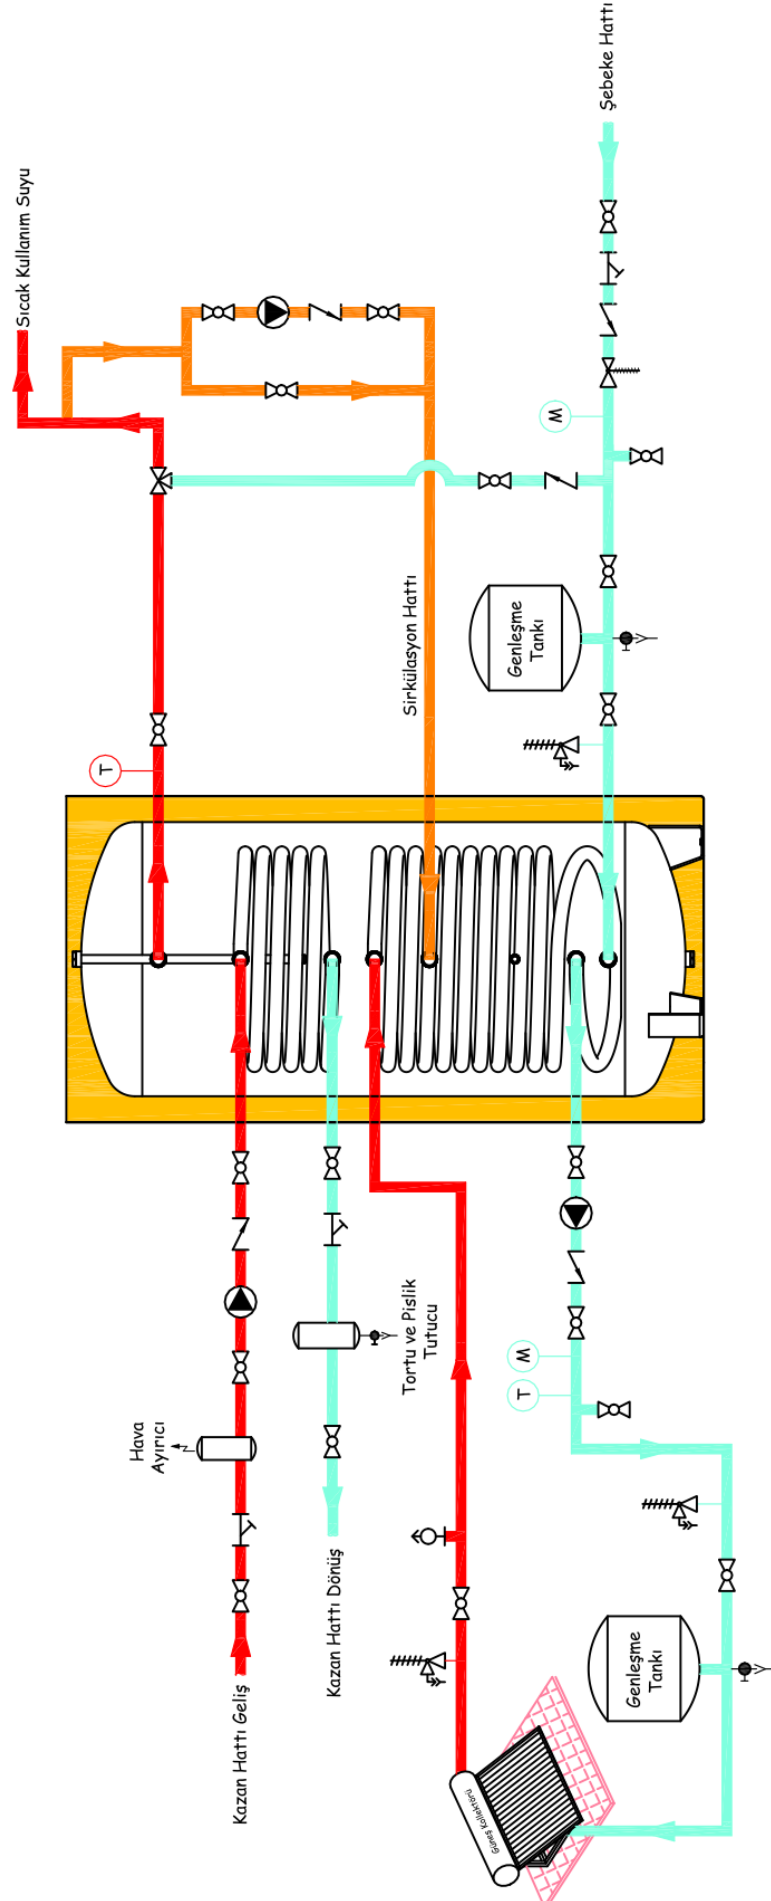 Şebeke Hattı
Sıcak Kullanım Suyu
W
Genleşme
Tankı
Sirkülasyon Hattı
T
Tortu ve Pislik
Tutucu
W
T
Hava
Ayırıcı
Kazan Hattı Dönüş
Kazan Hattı Geliş
Genleşme
Tankı
Güneş Kollektörü